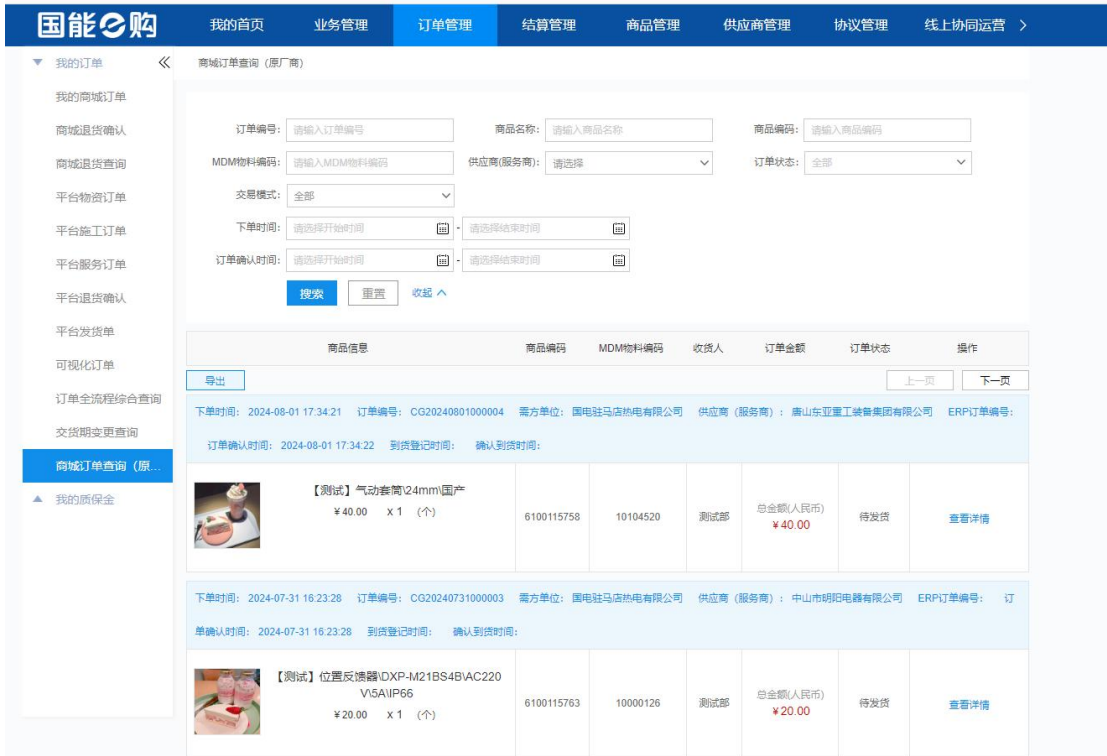 国能e购 我的首页 业务管理 订单管理 结算管理 商品管理 供应商管理 协议管理 线上协同运营
我的订单
商城订单查询（原厂商）
我的商城订单
商城退货确认
商城退货查询
平台物资订单
平台施工订单
平台服务订单
平台退货确认
平台发货单
可视化订单
订单全流程综合查询
交货期变更查询
商城订单查询（原...
我的质保金
订单编号: 请输入订单编号 商品名称: 请输入商品名称 商品编码: 请输入商品编码
MDM物料编码: 请输入MDM物料编码 供应商(服务商): 请选择 订单状态: 全部
交易模式: 全部
下单时间: 请选择开始时间 - 请选择结束时间
订单确认时间: 请选择开始时间 - 请选择结束时间
搜索 重置 收起
商品信息 商品编码 MDM物料编码 收货人 订单金额 订单状态 操作
导出 上一页 下一页
下单时间: 2024-08-01 17:34:21 订单编号: CG20240801000004 需方单位: 国电驻马店热电有限公司 供应商（服务商）: 唐山东亚重工装备集团有限公司 ERP订单编号:
订单确认时间: 2024-08-01 17:34:22 到货登记时间: 确认到货时间:
【测试】气动套筒\24mm\国产
¥40.00 x 1 （个）
6100115758 10104520 测试部 总金额(人民币) 待发货 查看详情
¥40.00
下单时间: 2024-07-31 16:23:28 订单编号: CG20240731000003 需方单位: 国电驻马店热电有限公司 供应商（服务商）: 中山市明阳电器有限公司 ERP订单编号: 订
单确认时间: 2024-07-31 16:23:28 到货登记时间: 确认到货时间:
【测试】位置反馈器\DXP-M21BS4B\AC220
V\5A\IP66
¥20.00 x 1 （个）
6100115763 10000126 测试部 总金额(人民币) 待发货 查看详情
¥20.00